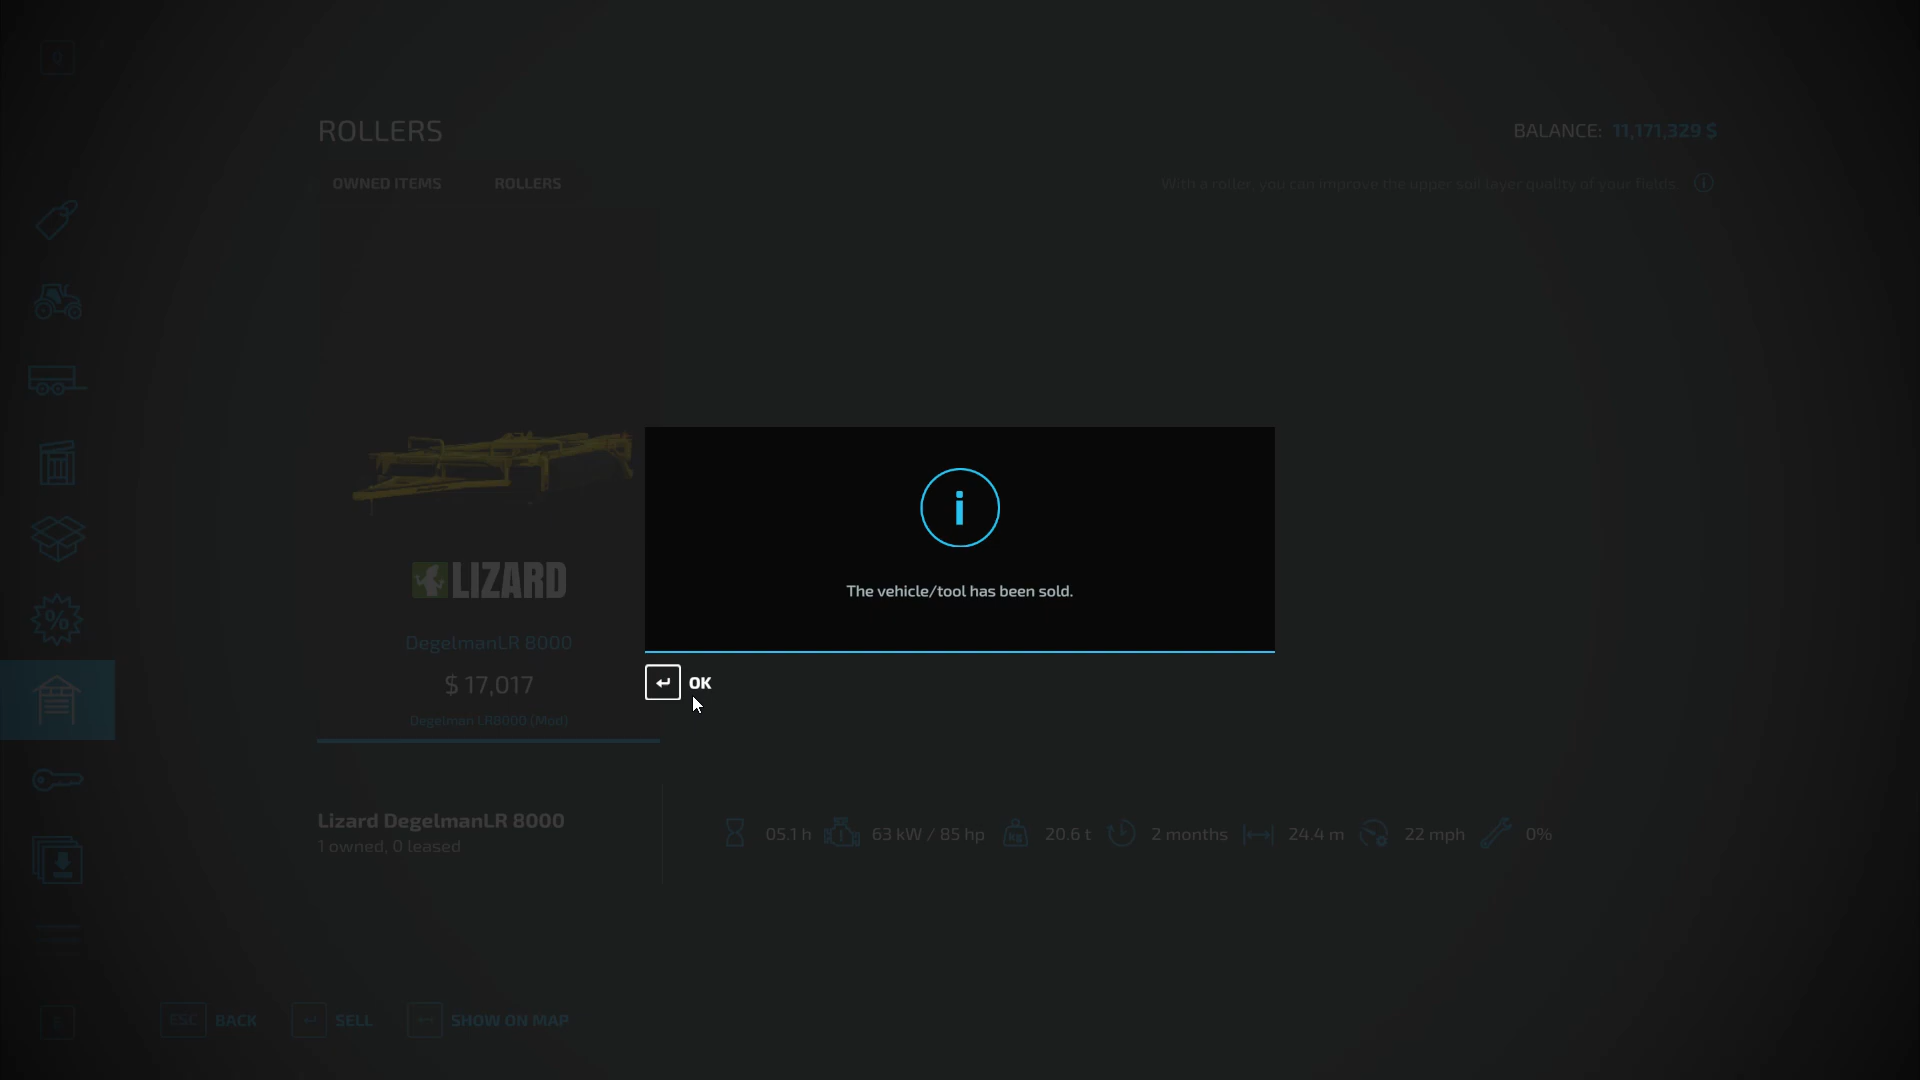 Q
ROLLERS
BALANCE: 11,171,329 $
OWNED ITEMS ROLLERS
With a roller, you can improve the upper soil layer quality of your fields.
LIZARD
DegelmanLR 8000
$ 17,017
Degelman LR8000 (Mod)
The vehicle/tool has been sold.
OK
Lizard DegelmanLR 8000
1 owned, 0 leased
05.1 h 63 kW / 85 hp 20.6 t 2 months 24.4 m 22 mph 0%
E
ESC BACK SELL SHOW ON MAP